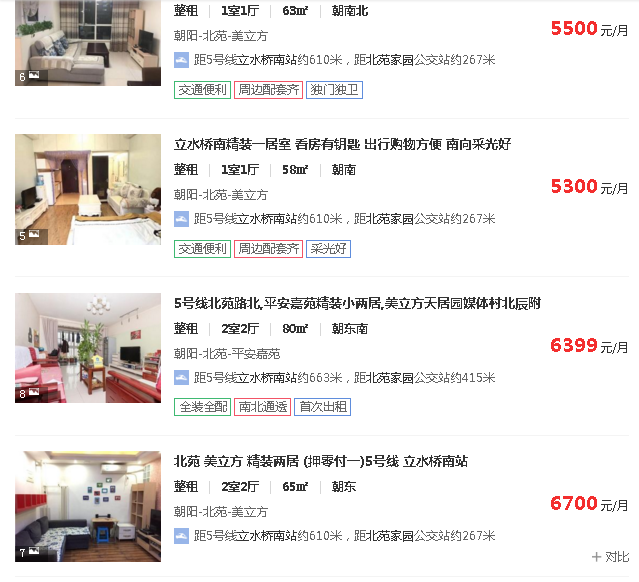 整租 1室1厅 63㎡ 朝南北
5500元/月
朝阳-北苑-美立方
距5号线立水桥南站约610米，距北苑家园公交站约267米
6
交通便利 周边配套齐 独门独卫
立水桥南精装一居室 看房有钥匙 出行购物方便 南向采光好
整租 1室1厅 58㎡ 朝南
5300元/月
朝阳-北苑-美立方
距5号线立水桥南站约610米，距北苑家园公交站约267米
5
交通便利 周边配套齐 采光好
5号线北苑路北,平安嘉苑精装小两居,美立方天居园媒体村北辰附
整租 2室2厅 80㎡ 朝东南
6399元/月
朝阳-北苑-平安嘉苑
距5号线立水桥南站约663米，距北苑家园公交站约415米
8
全装全配 南北通透 首次出租
北苑 美立方 精装两居 (押零付一)5号线 立水桥南站
整租 2室2厅 65㎡ 朝东
6700元/月
朝阳-北苑-美立方
距5号线立水桥南站约610米，距北苑家园公交站约267米
7
+ 对比